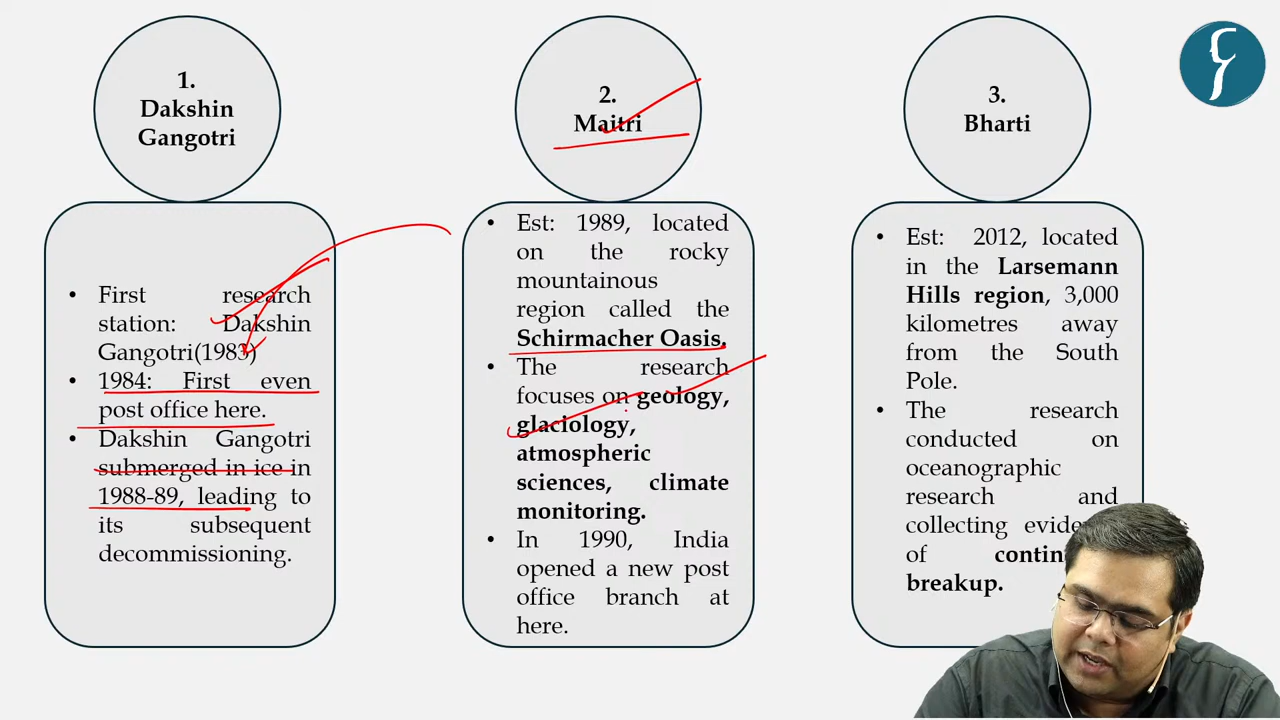 1.
Dakshin
Gangotri
• First research
station: Dakshin
Gangotri(1983)
• 1984: First even
post office here.
• Dakshin Gangotri
submerged in ice in
1988-89, leading to
its subsequent
decommissioning.
2.
Maitri
• Est: 1989, located
on the rocky
mountainous
region called the
Schirmacher Oasis.
• The research
focuses on geology,
glaciology,
atmospheric
sciences, climate
monitoring.
• In 1990, India
opened a new post
office branch at
here.
3.
Bharti
• Est: 2012, located
in the Larsemann
Hills region, 3,000
kilometres away
from the South
Pole.
• The research
conducted on
oceanographic
research and
collecting
of
breakup.